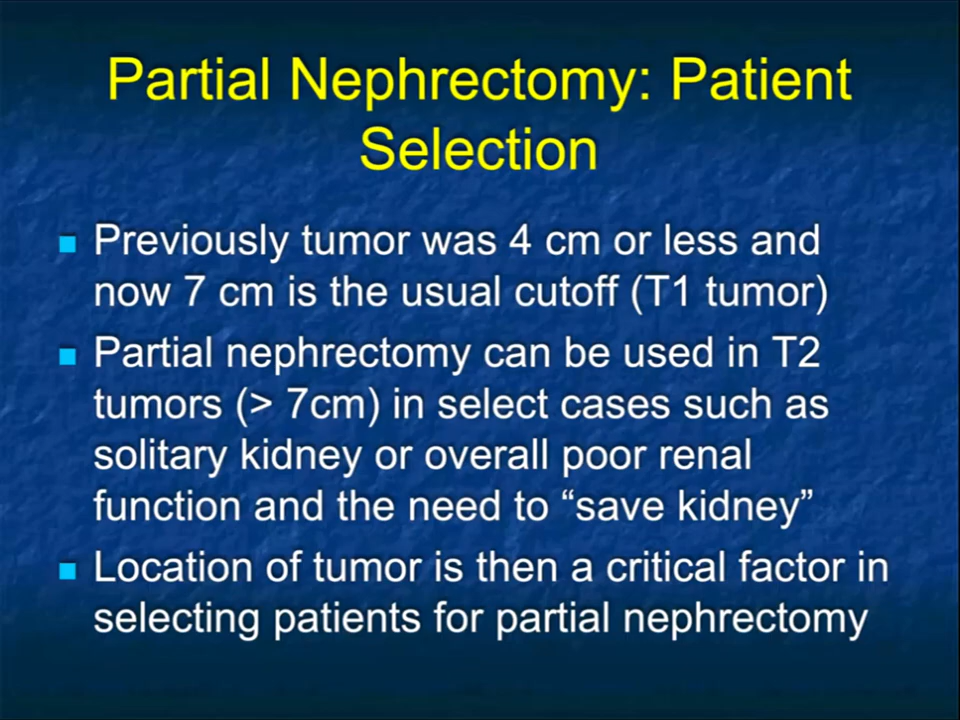 Partial Nephrectomy: Patient
Selection
Previously tumor was 4 cm or less and
now 7 cm is the usual cutoff (T1 tumor)
Partial nephrectomy can be used in T2
tumors (> 7cm) in select cases such as
solitary kidney or overall poor renal
function and the need to “save kidney”
Location of tumor is then a critical factor in
selecting patients for partial nephrectomy